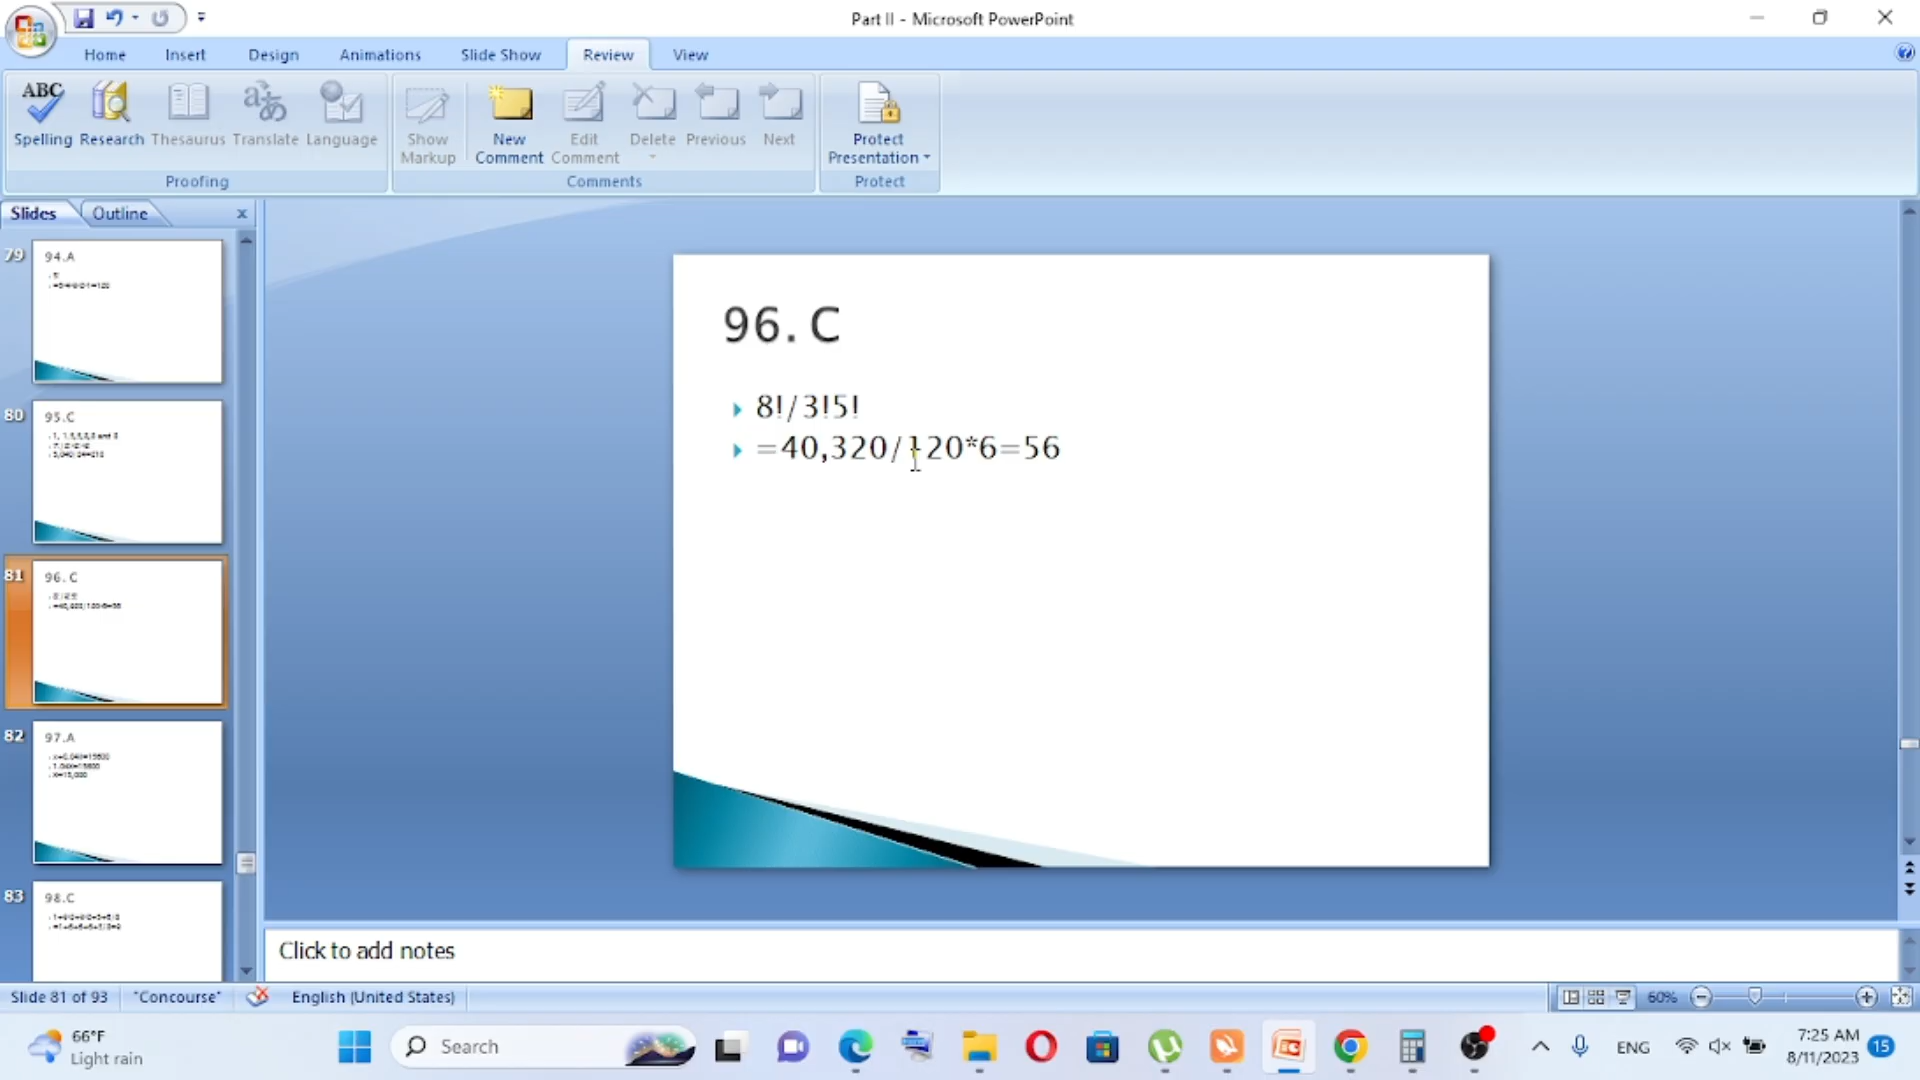 Part II - Microsoft PowerPoint
Home Insert Design Animations Slide Show Review View
ABC
Spelling Research Thesaurus Translate Language
Show Markup
New Comment
Edit Comment
Delete Previous Next
Protect Presentation
Proofing Comments Protect
Slides Outline
79
94.A
80
95.C
81
96. C
82
97.A
83
98.C
96. C
8!/3!5!
=40,320/120*6=56
Click to add notes
Slide 81 of 93
"Concourse"
English (United States)
60%
66°F
Light rain
Search
ENG
7:25 AM
8/11/2023
15